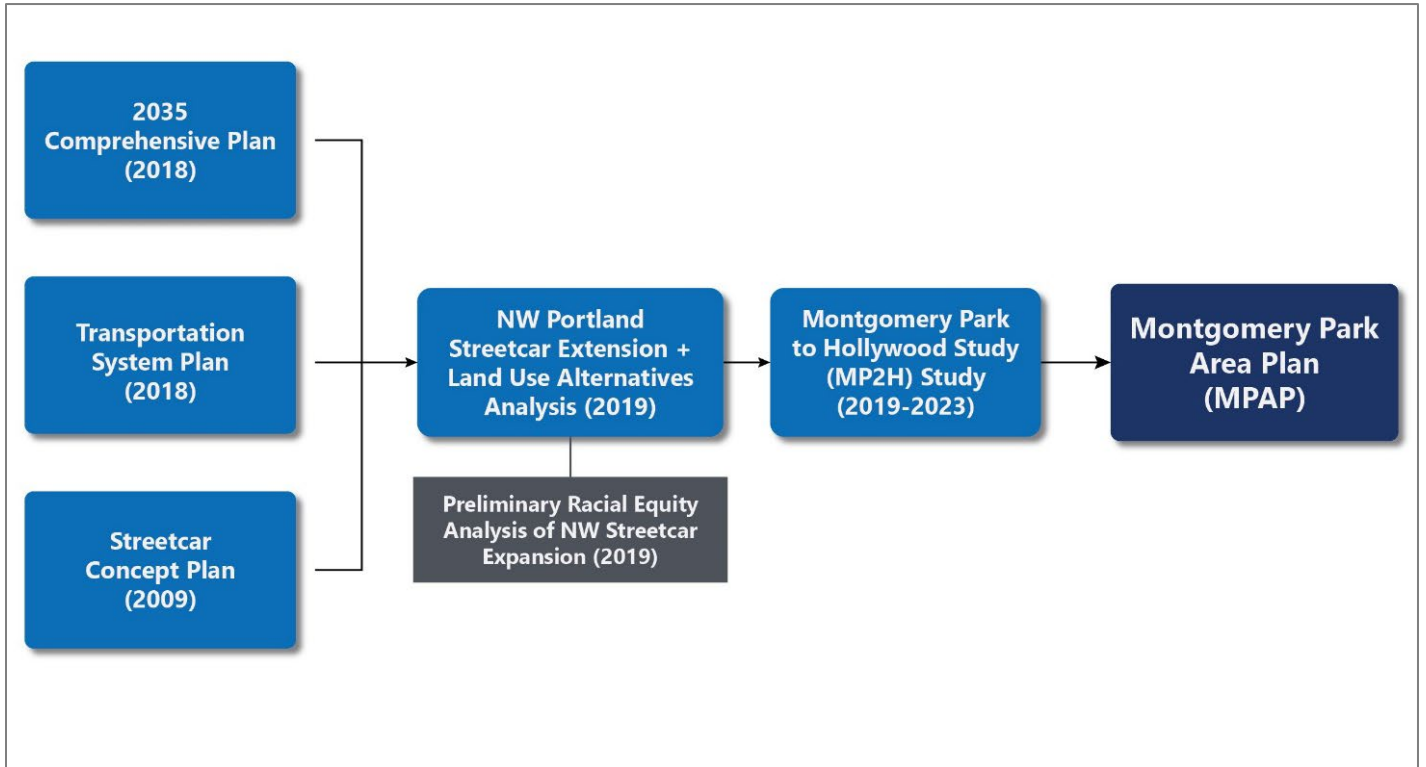 2035
Comprehensive Plan
(2018)
Transportation
System Plan
(2018)
Streetcar
Concept Plan
(2009)
NW Portland
Streetcar Extension +
Land Use Alternatives
Analysis (2019)
Preliminary Racial Equity
Analysis of NW Streetcar
Expansion (2019)
Montgomery Park
to Hollywood Study
(MP2H) Study
(2019-2023)
Montgomery Park
Area Plan
(MPAP)